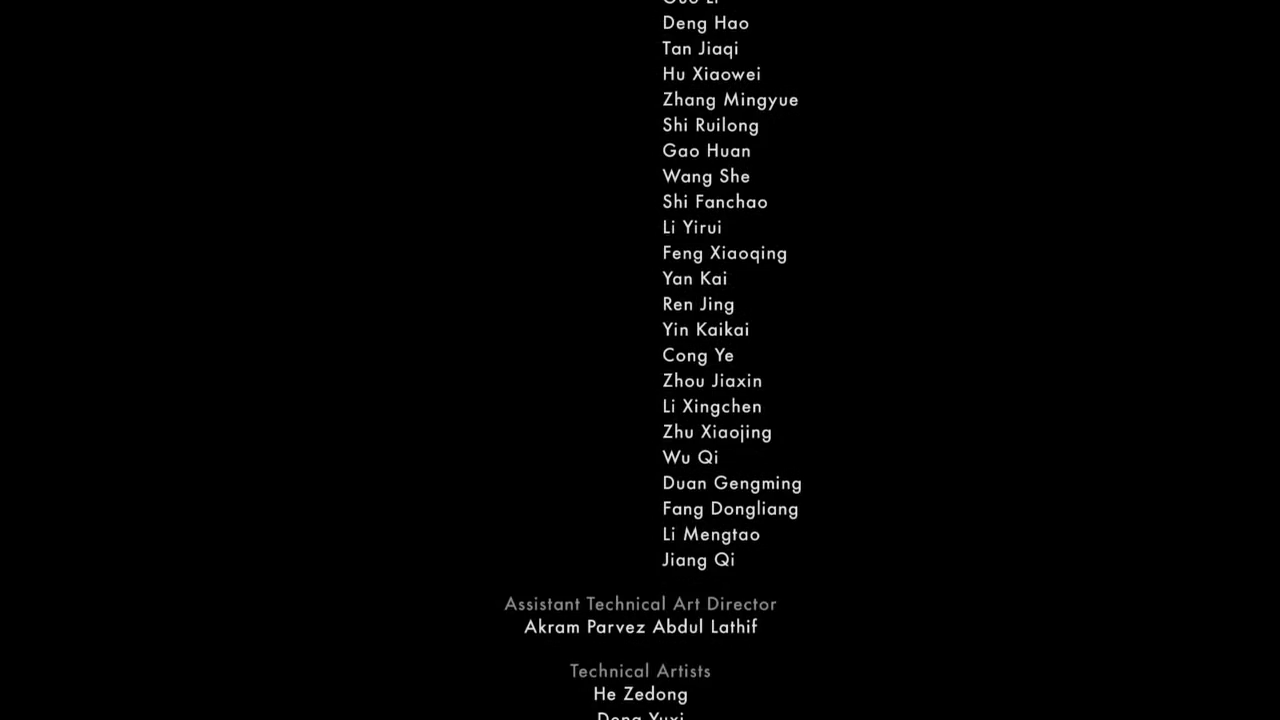 Deng Hao
Tan Jiaqi
Hu Xiaowei
Zhang Mingyue
Shi Ruilong
Gao Huan
Wang She
Shi Fanchao
Li Yirui
Feng Xiaoqing
Yan Kai
Ren Jing
Yin Kaikai
Cong Ye
Zhou Jiaxin
Li Xingchen
Zhu Xiaojing
Wu Qi
Duan Gengming
Fang Dongliang
Li Mengtao
Jiang Qi
Assistant Technical Art Director
Akram Parvez Abdul Lathif
Technical Artists
He Zedong